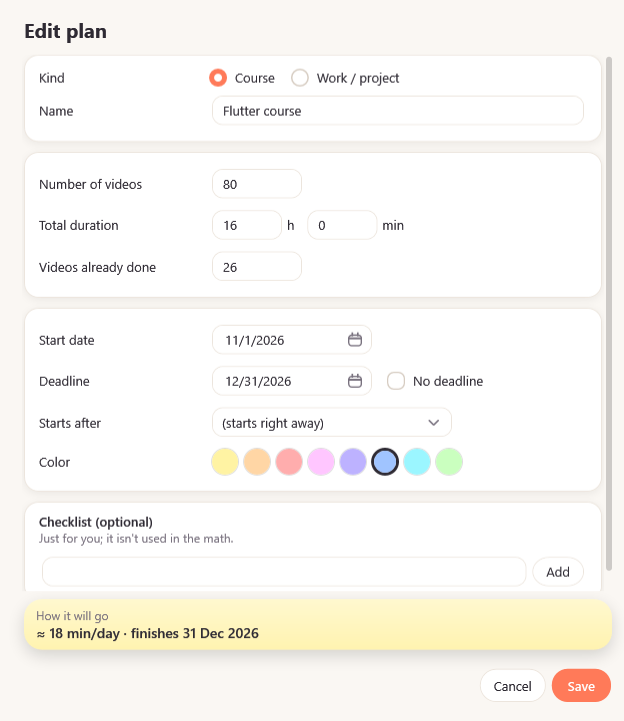 Edit plan
Kind Course Work / project
Name Flutter course
Number of videos 80
Total duration 16 h 0 min
Videos already done 26
Start date 11/1/2026
Deadline 12/31/2026 No deadline
Starts after (starts right away)
Color
Checklist (optional)
Just for you; it isn't used in the math.
Add
How it will go
≈ 18 min/day · finishes 31 Dec 2026
Cancel Save